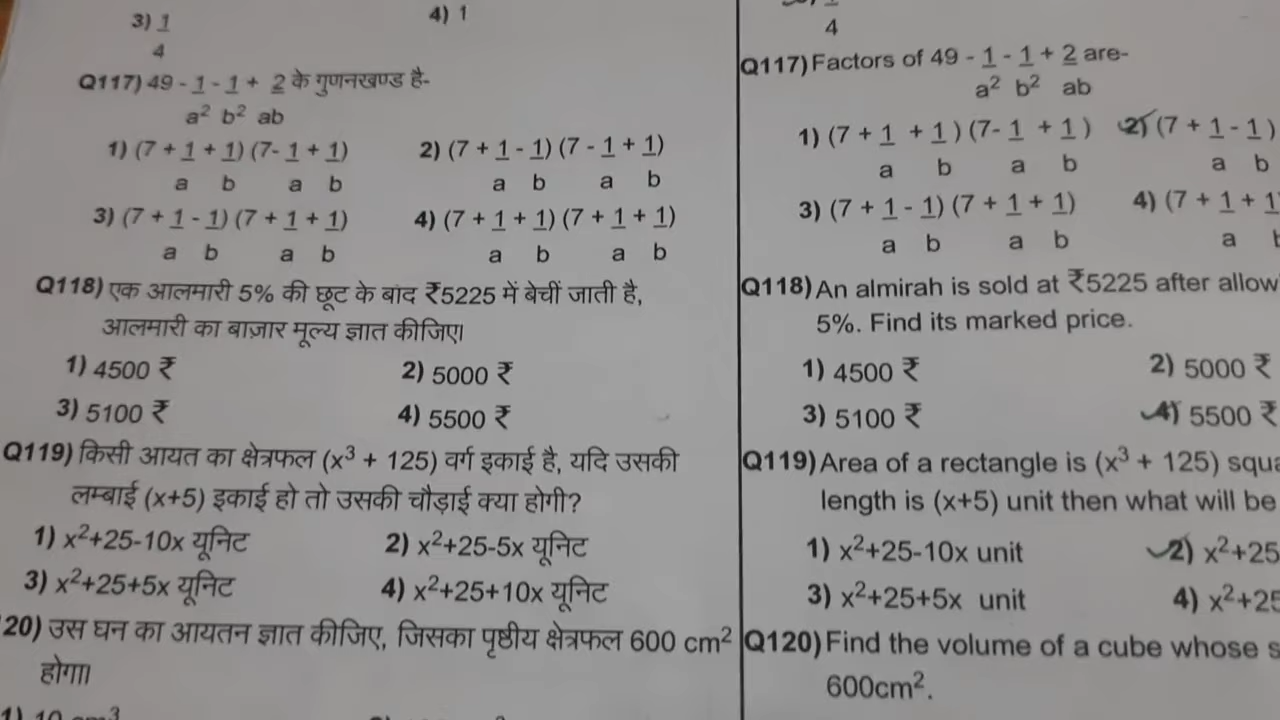 3) 1 4) 1
4
Q117) 49 - 1 - 1 + 2 के गुणनखण्ड है-
a² b² ab
1) (7 + 1 + 1) (7- 1 + 1) 2) (7 + 1 - 1) (7 - 1 + 1)
a b a b a b a b
3) (7 + 1 - 1) (7 + 1 + 1) 4) (7 + 1 + 1) (7 + 1 + 1)
a b a b a b a b
Q118) एक आलमारी 5% की छूट के बाद ₹5225 में बेचीं जाती है,
आलमारी का बाज़ार मूल्य ज्ञात कीजिए।
1) 4500 ₹ 2) 5000 ₹
3) 5100 ₹ 4) 5500 ₹
Q119) किसी आयत का क्षेत्रफल (x³ + 125) वर्ग इकाई है, यदि उसकी
लम्बाई (x+5) इकाई हो तो उसकी चौड़ाई क्या होगी?
1) x²+25-10x यूनिट 2) x²+25-5x यूनिट
3) x²+25+5x यूनिट 4) x²+25+10x यूनिट
20) उस घन का आयतन ज्ञात कीजिए, जिसका पृष्ठीय क्षेत्रफल 600 cm²
होगा।
1) 10 cm³
4
Q117) Factors of 49 - 1 - 1 + 2 are-
a² b² ab
1) (7 + 1 + 1) (7- 1 + 1) 2) (7 + 1 - 1)
a b a b a b
3) (7 + 1 - 1) (7 + 1 + 1) 4) (7 + 1 + 1
a b a b a
Q118) An almirah is sold at ₹5225 after allow
5%. Find its marked price.
1) 4500 ₹ 2) 5000 ₹
3) 5100 ₹ 4) 5500 ₹
Q119) Area of a rectangle is (x³ + 125) squa
length is (x+5) unit then what will be
1) x²+25-10x unit 2) x²+25
3) x²+25+5x unit 4) x²+25
Q120) Find the volume of a cube whose s
600cm².